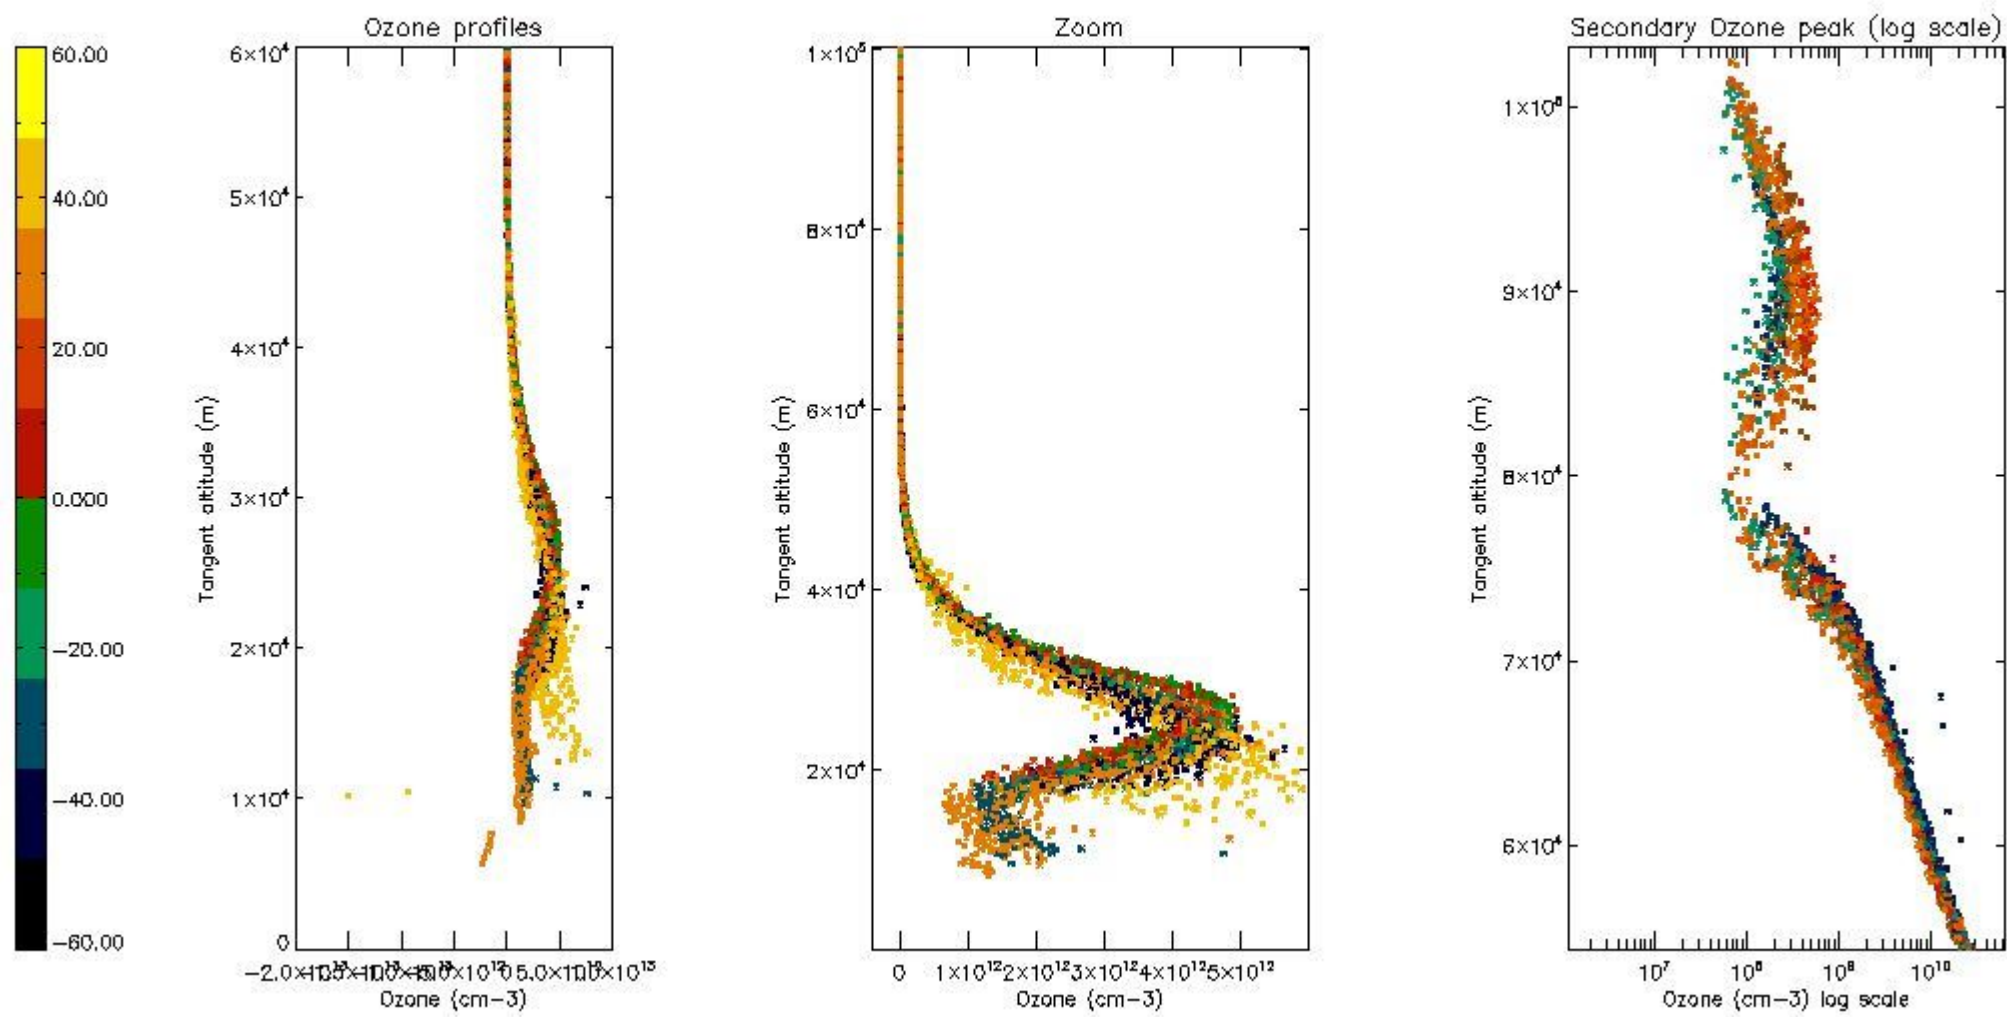 Ozone profiles
Zoom
Secondary Ozone peak (log scale)
60.00
40.00
20.00
-20.00
-40.00
-60.00
6×10⁴
5×10⁴
4×10⁴
3×10⁴
2×10⁴
1×10⁴
0
Tangent altitude (m)
Ozone (cm-3)
1×10⁵
8×10⁴
6×10⁴
4×10⁴
2×10⁴
Tangent altitude (m)
0 1×10¹² 2×10¹² 3×10¹² 4×10¹² 5×10¹²
Ozone (cm-3)
1×10⁵
9×10⁴
8×10⁴
7×10⁴
6×10⁴
Tangent altitude (m)
10⁷ 10⁸ 10⁹ 10¹⁰
Ozone (cm-3) log scale